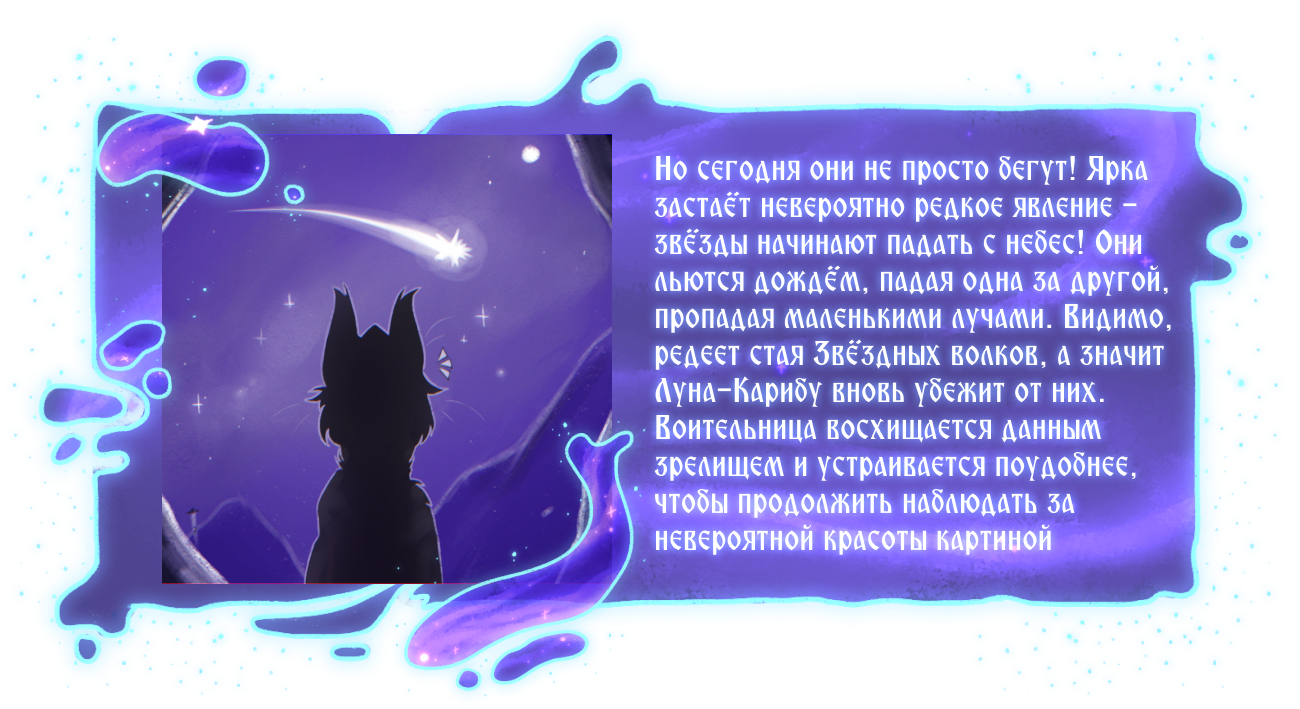 Но сегодня они не просто бегут! Ярка
застаёт невероятно редкое явление –
звёзды начинают падать с небес! Они
льются дождём, падая одна за другой,
пропадая маленькими лучами. Видимо,
редеет стая Звёздных волков, а значит
Луна-Карибу вновь убежит от них.
Воительница восхищается данным
зрелищем и устраивается поудобнее,
чтобы продолжить наблюдать за
невероятной красоты картиной